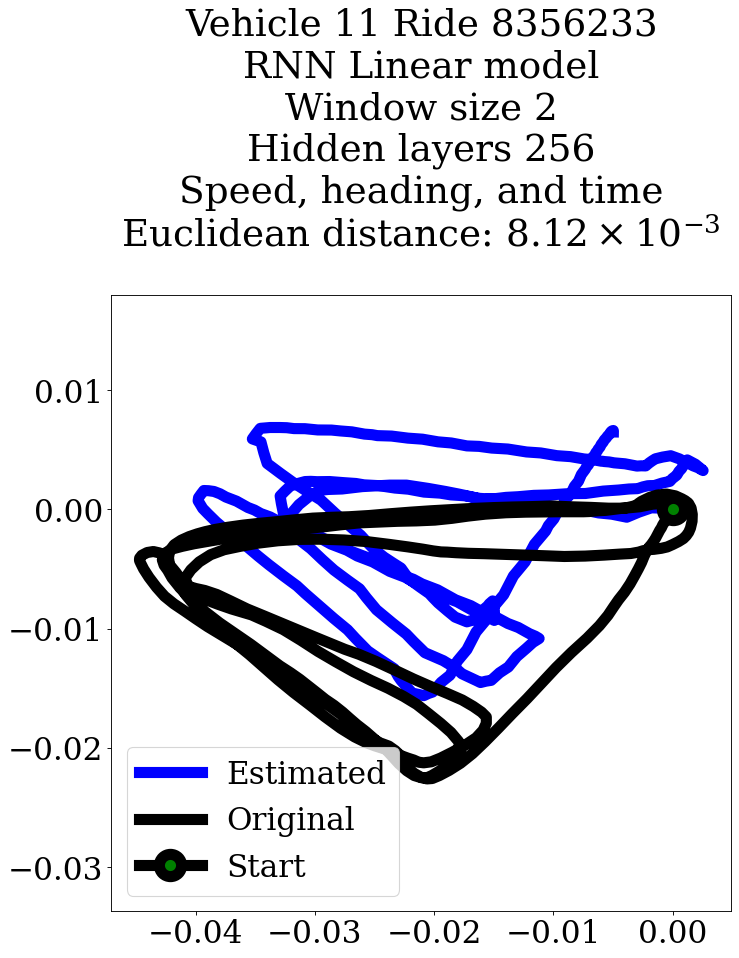 Vehicle 11 Ride 8356233
RNN Linear model
Window size 2
Hidden layers 256
Speed, heading, and time
Euclidean distance: 8.12 × 10⁻³
0.01
0.00
−0.01
−0.02
−0.03
Estimated
Original
Start
−0.04 −0.03 −0.02 −0.01 0.00